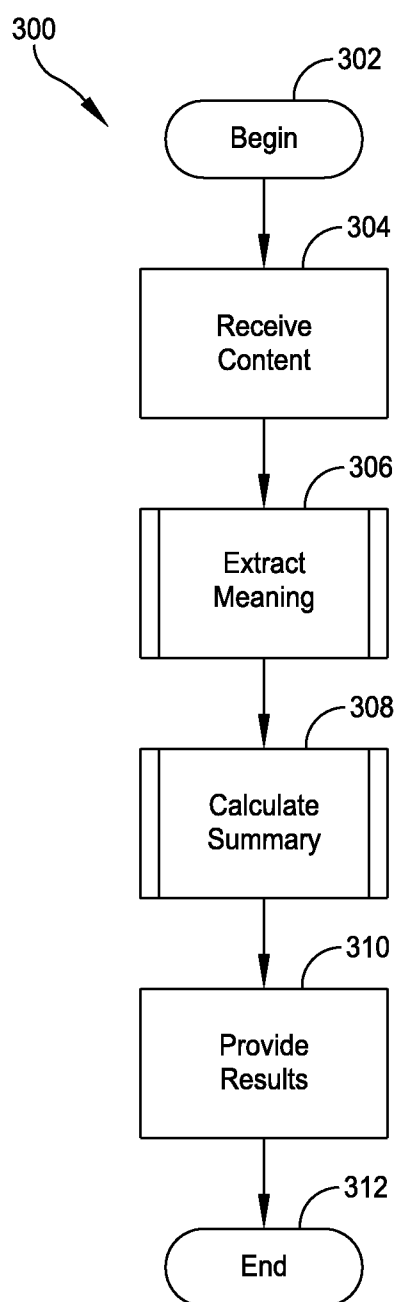 300
302
Begin
304
Receive
Content
306
Extract
Meaning
308
Calculate
Summary
310
Provide
Results
312
End